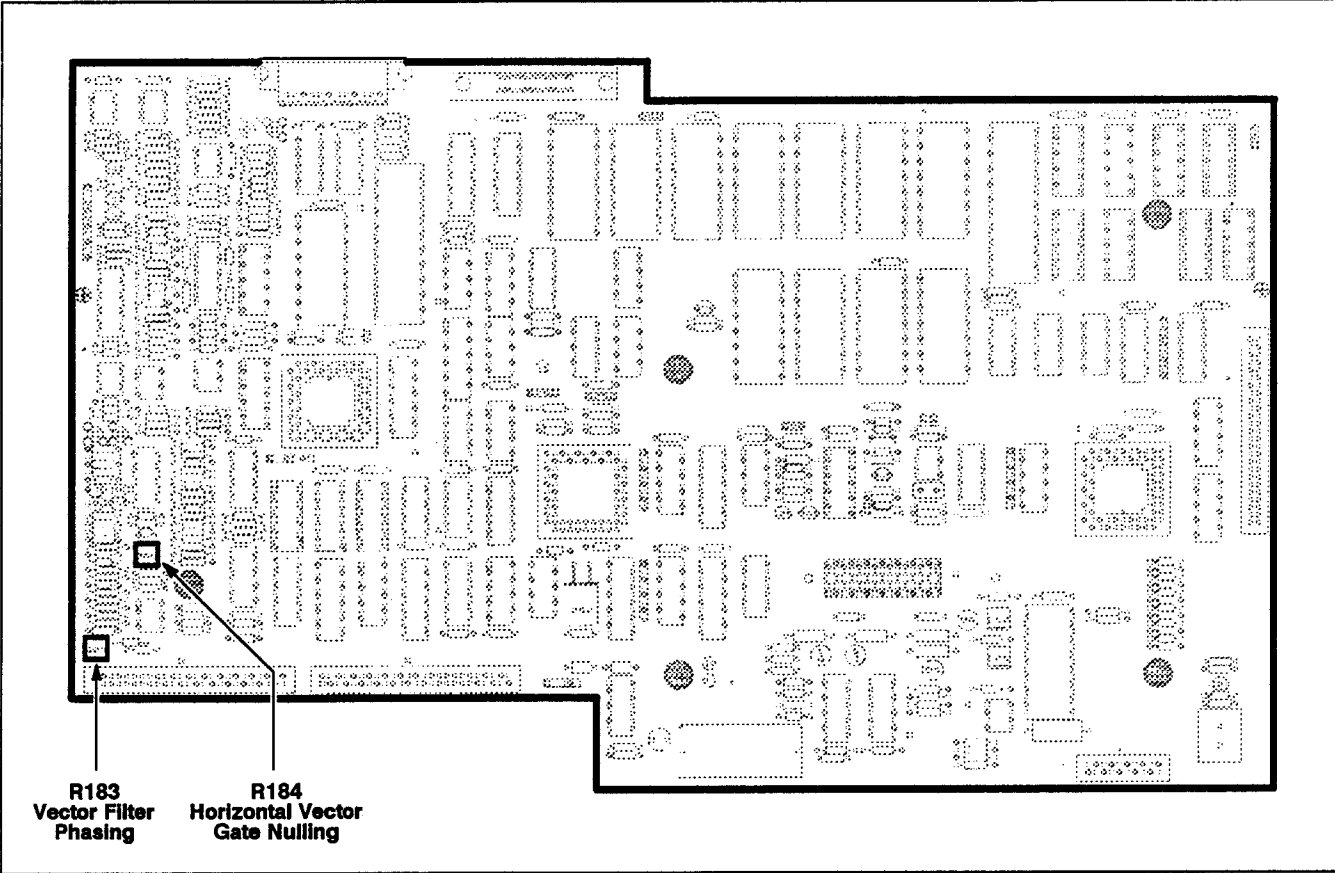 R183
Vector Filter
Phasing
R184
Horizontal Vector
Gate Nulling